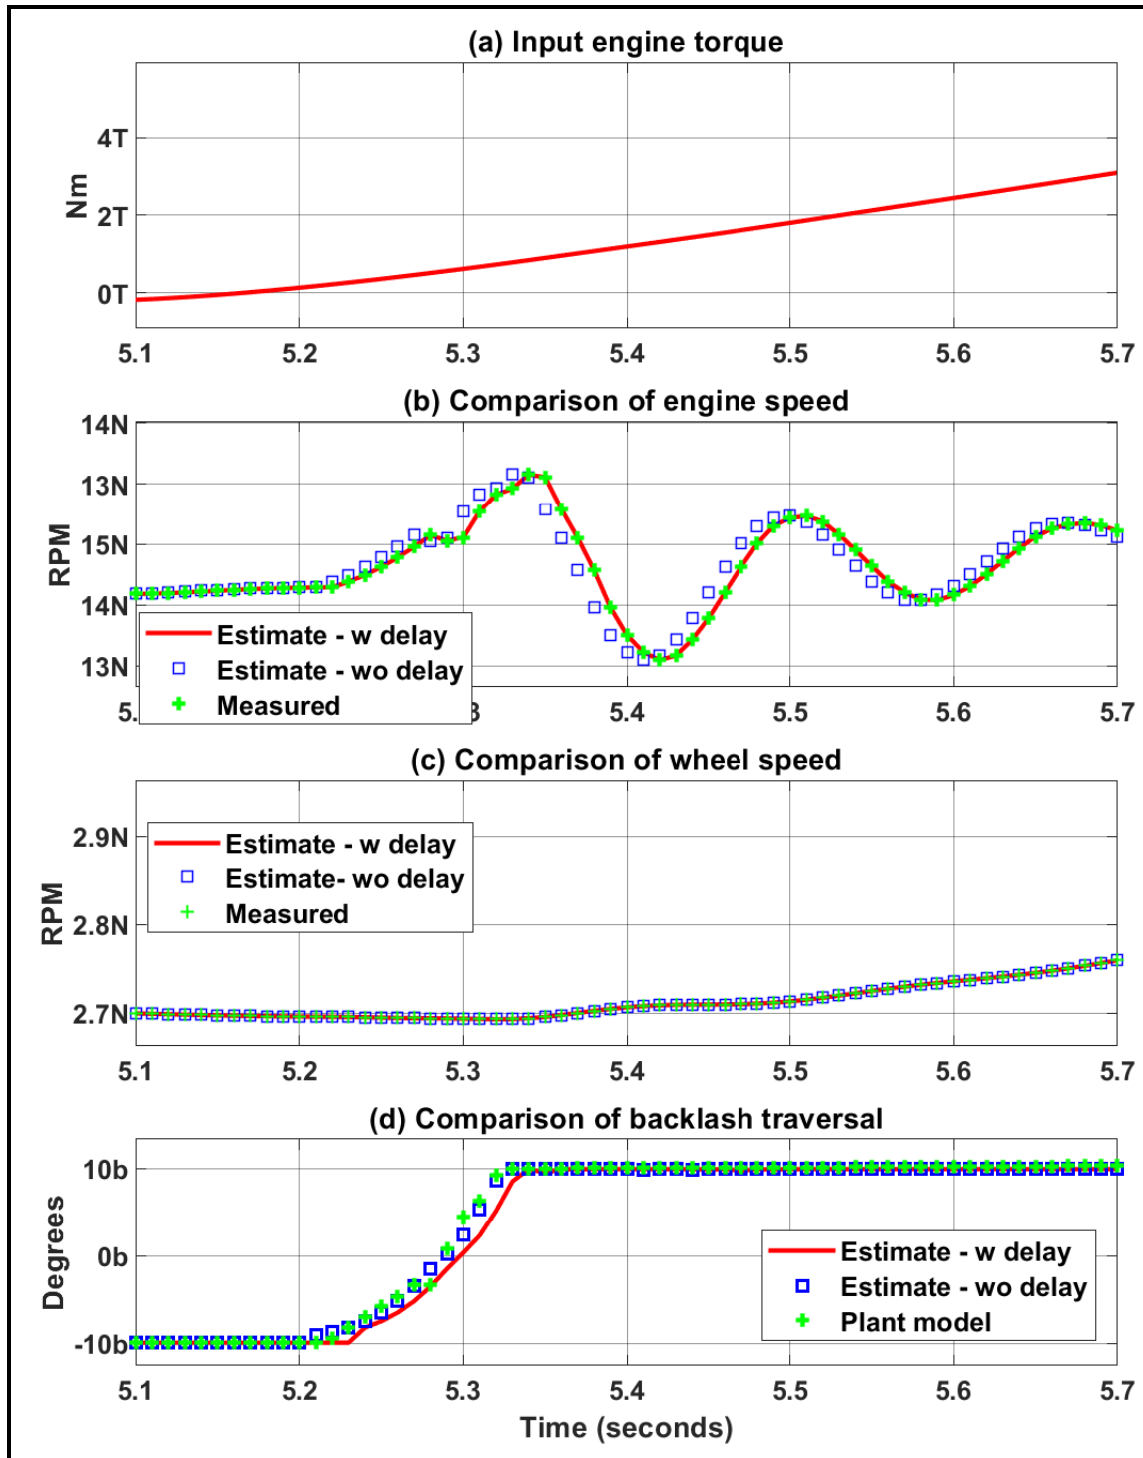 (a) Input engine torque
4T
2T
0T
Nm
5.1 5.2 5.3 5.4 5.5 5.6 5.7
(b) Comparison of engine speed
14N
13N
15N
14N
13N
RPM
Estimate - w delay
Estimate - wo delay
Measured
5. 3 5.4 5.5 5.6 5.7
(c) Comparison of wheel speed
2.9N
2.8N
2.7N
RPM
Estimate - w delay
Estimate- wo delay
Measured
5.1 5.2 5.3 5.4 5.5 5.6 5.7
(d) Comparison of backlash traversal
10b
0b
-10b
Degrees
Estimate - w delay
Estimate - wo delay
Plant model
5.1 5.2 5.3 5.4 5.5 5.6 5.7
Time (seconds)